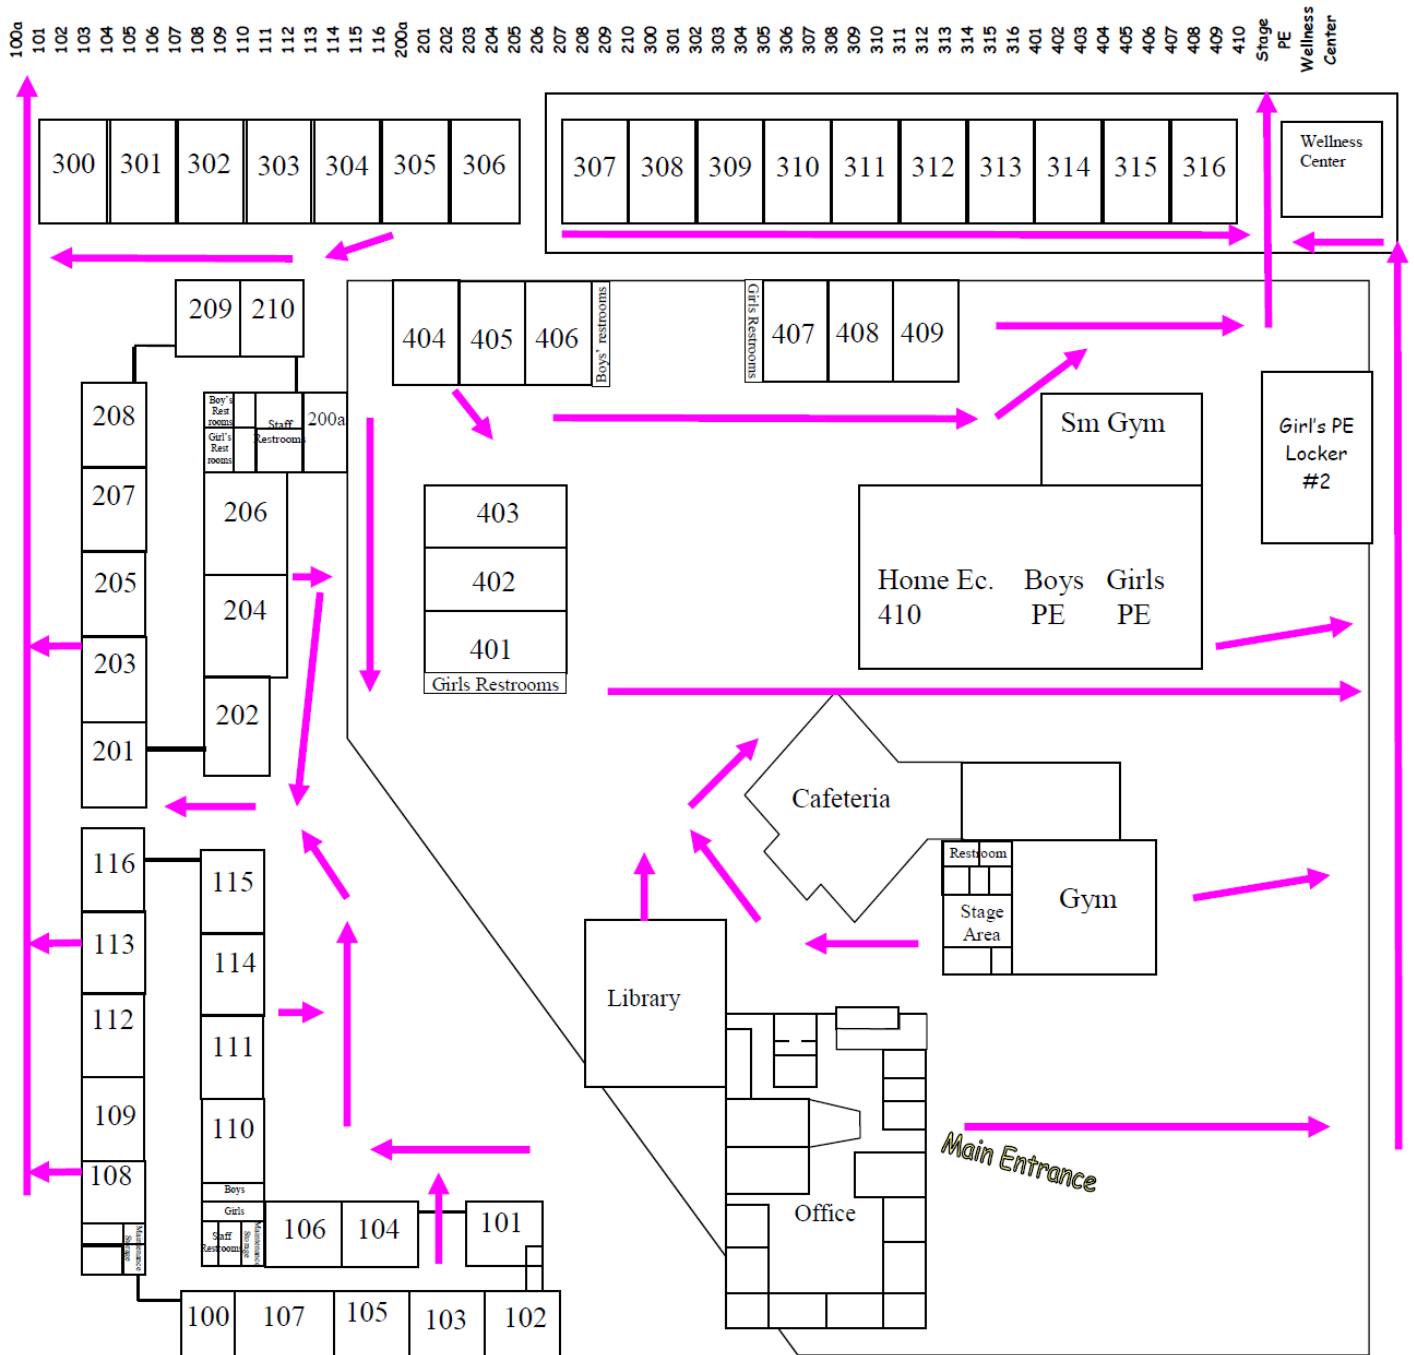 100a
101
102
103
104
105
106
107
108
109
110
111
112
113
114
115
116
200a
201
202
203
204
205
206
207
208
209
210
300
301
302
303
304
305
306
307
308
309
310
311
312
313
314
315
316
401
402
403
404
405
406
407
408
409
410
Stage
PE
Wellness
Center
300 301 302 303 304 305 306
307 308 309 310 311 312 313 314 315 316
Wellness
Center
209 210
404 405 406
Boys' restrooms
Girls Restrooms
407 408 409
208
207
205
203
201
Boy's
Rest
rooms
Girl's
Rest
rooms
Staff
Restrooms
200a
206
204
202
Sm Gym
Girl's PE
Locker
#2
403
402
401
Girls Restrooms
Home Ec.
410
Boys
PE
Girls
PE
Cafeteria
Restroom
Stage
Area
Gym
116
113
112
109
108
Maintenance
Storage
115
114
111
110
Boys
Girls
Staff
Restrooms
Maintenance
Storage
106 104 101
100 107 105 103 102
Library
Office
Main Entrance